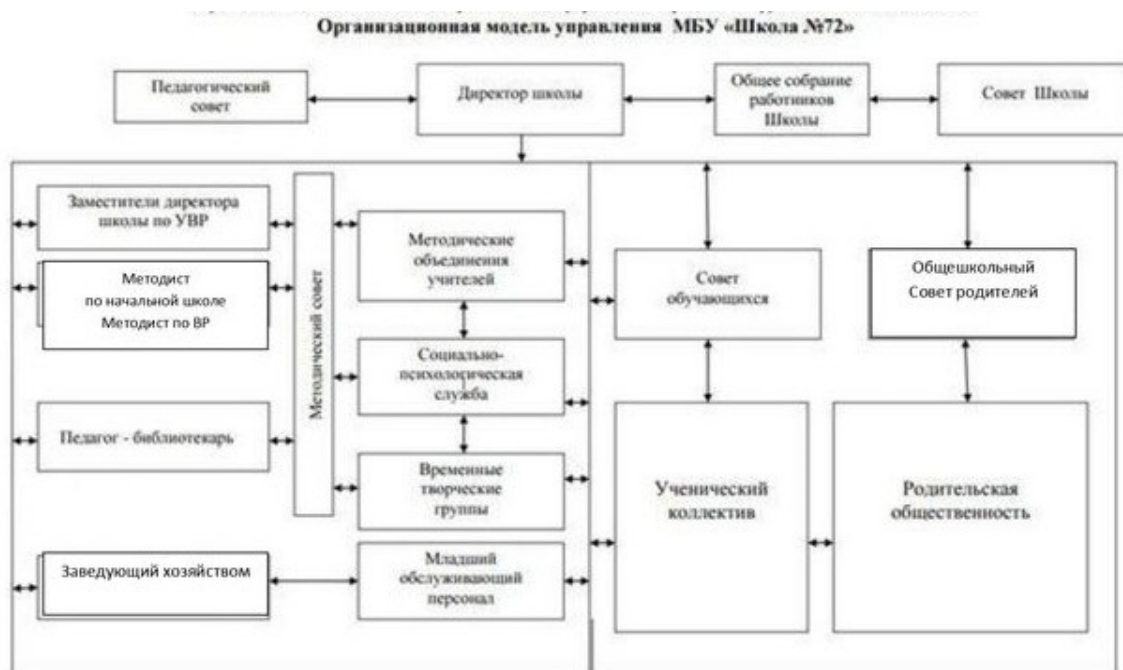 Организационная модель управления МБУ «Школа №72»
Педагогический
совет
Директор школы
Общее собрание
работников
Школы
Совет Школы
Заместители директора
школы по УВР
Методист
по начальной школе
Методист по ВР
Педагог - библиотекарь
Заведующий хозяйством
Методический совет
Методические
объединения
учителей
Социально-
психологическая
служба
Временные
творческие
группы
Младший
обслуживающий
персонал
Совет
обучающихся
Общешкольный
Совет родителей
Ученический
коллектив
Родительская
общественность